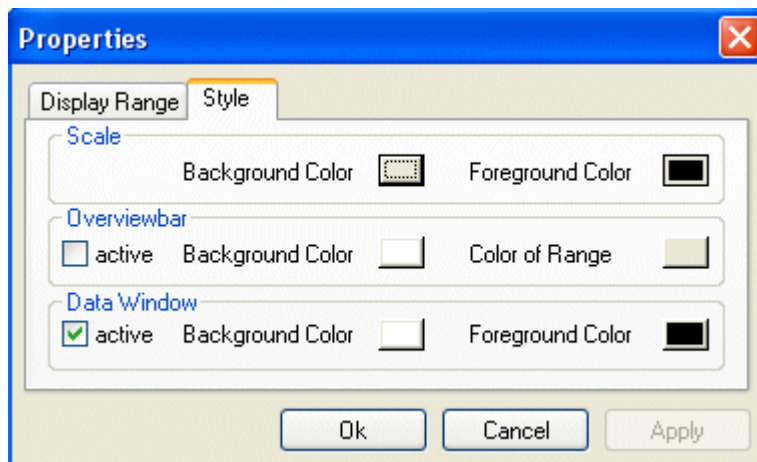 Properties
Display Range Style
Scale
Background Color Foreground Color
Overviewbar
active Background Color Color of Range
Data Window
active Background Color Foreground Color
Ok Cancel Apply